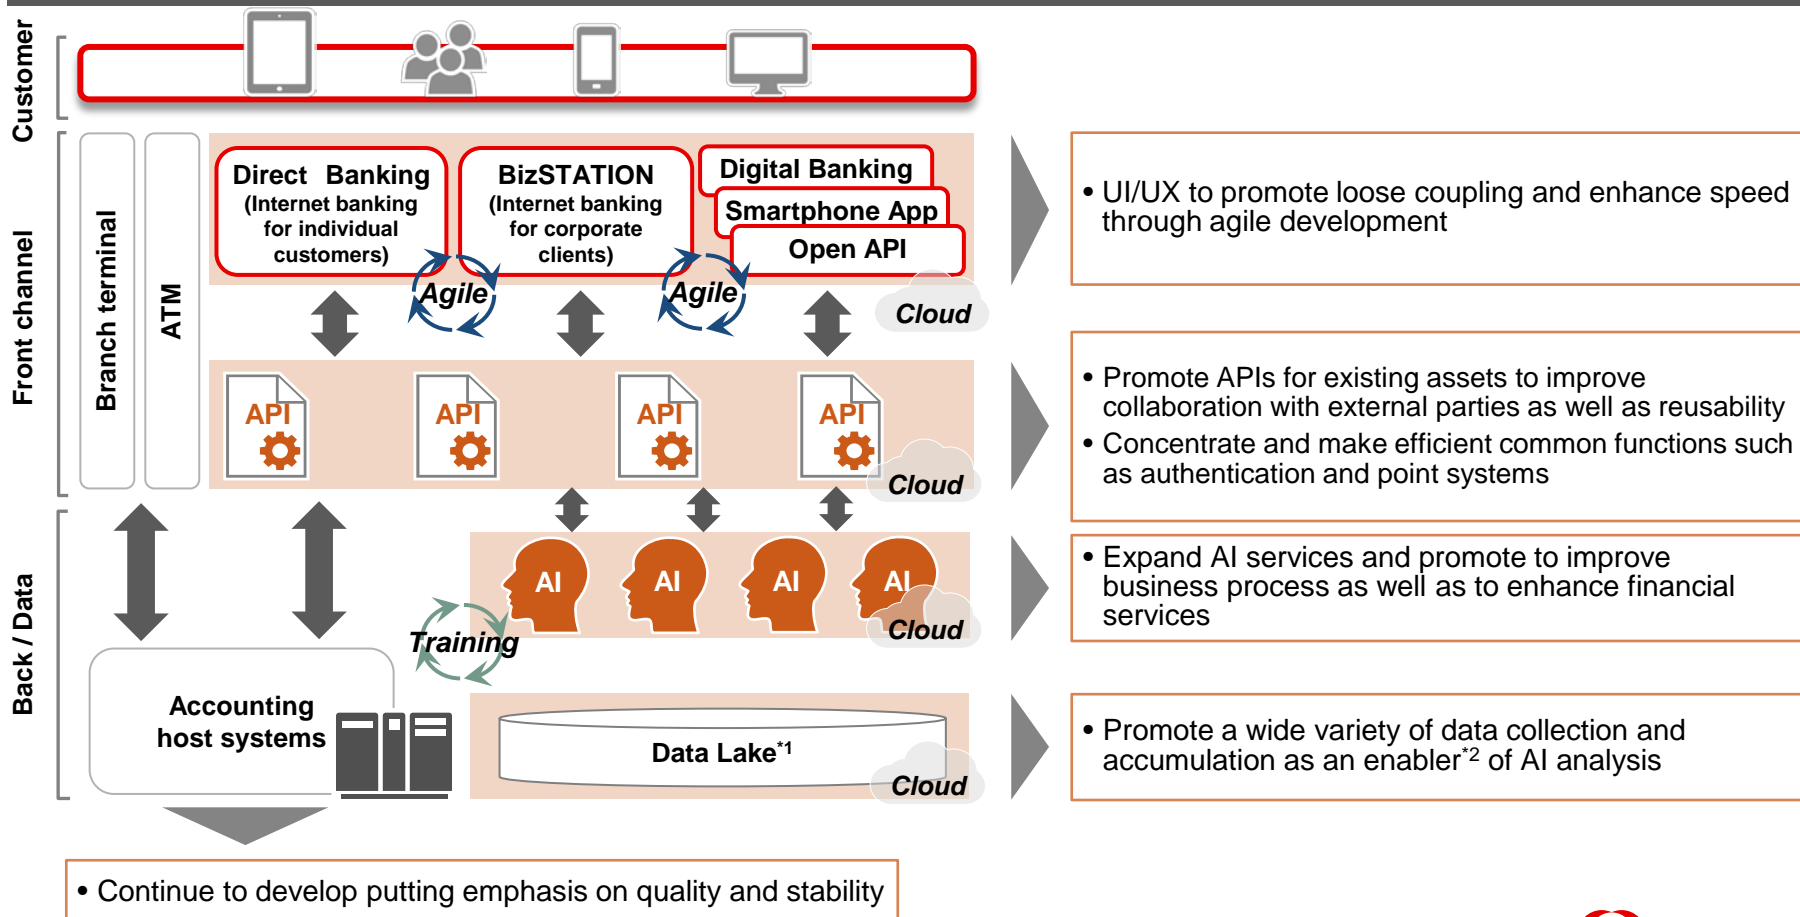 Customer
Front channel
Back / Data
Branch terminal
ATM
Direct Banking
(Internet banking
for individual
customers)
BizSTATION
(Internet banking
for corporate
clients)
Digital Banking
Smartphone App
Open API
Agile
Agile
Cloud
• UI/UX to promote loose coupling and enhance speed
through agile development
API
API
API
API
Cloud
• Promote APIs for existing assets to improve
collaboration with external parties as well as reusability
• Concentrate and make efficient common functions such
as authentication and point systems
AI
AI
AI
AI
Cloud
Training
• Expand AI services and promote to improve
business process as well as to enhance financial
services
Accounting
host systems
Data Lake*1
Cloud
• Promote a wide variety of data collection and
accumulation as an enabler*2 of AI analysis
• Continue to develop putting emphasis on quality and stability